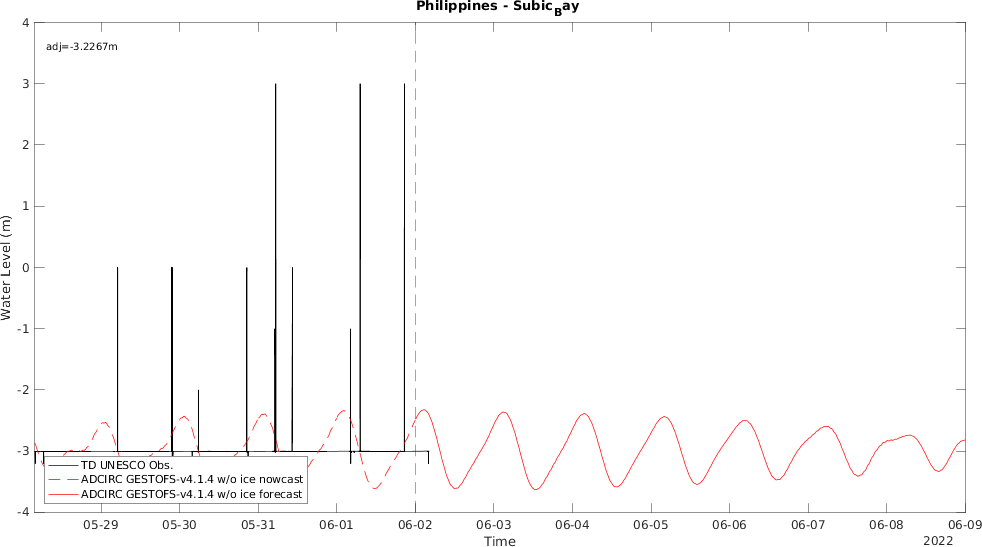 Philippines - Subic_Bay
adj=-3.2267m
Water Level (m)
4
3
2
1
0
-1
-2
-3
-4
TD UNESCO Obs.
ADCIRC GESTOFS-v4.1.4 w/o ice nowcast
ADCIRC GESTOFS-v4.1.4 w/o ice forecast
05-29 05-30 05-31 06-01 06-02 06-03 06-04 06-05 06-06 06-07 06-08 06-09
Time
2022